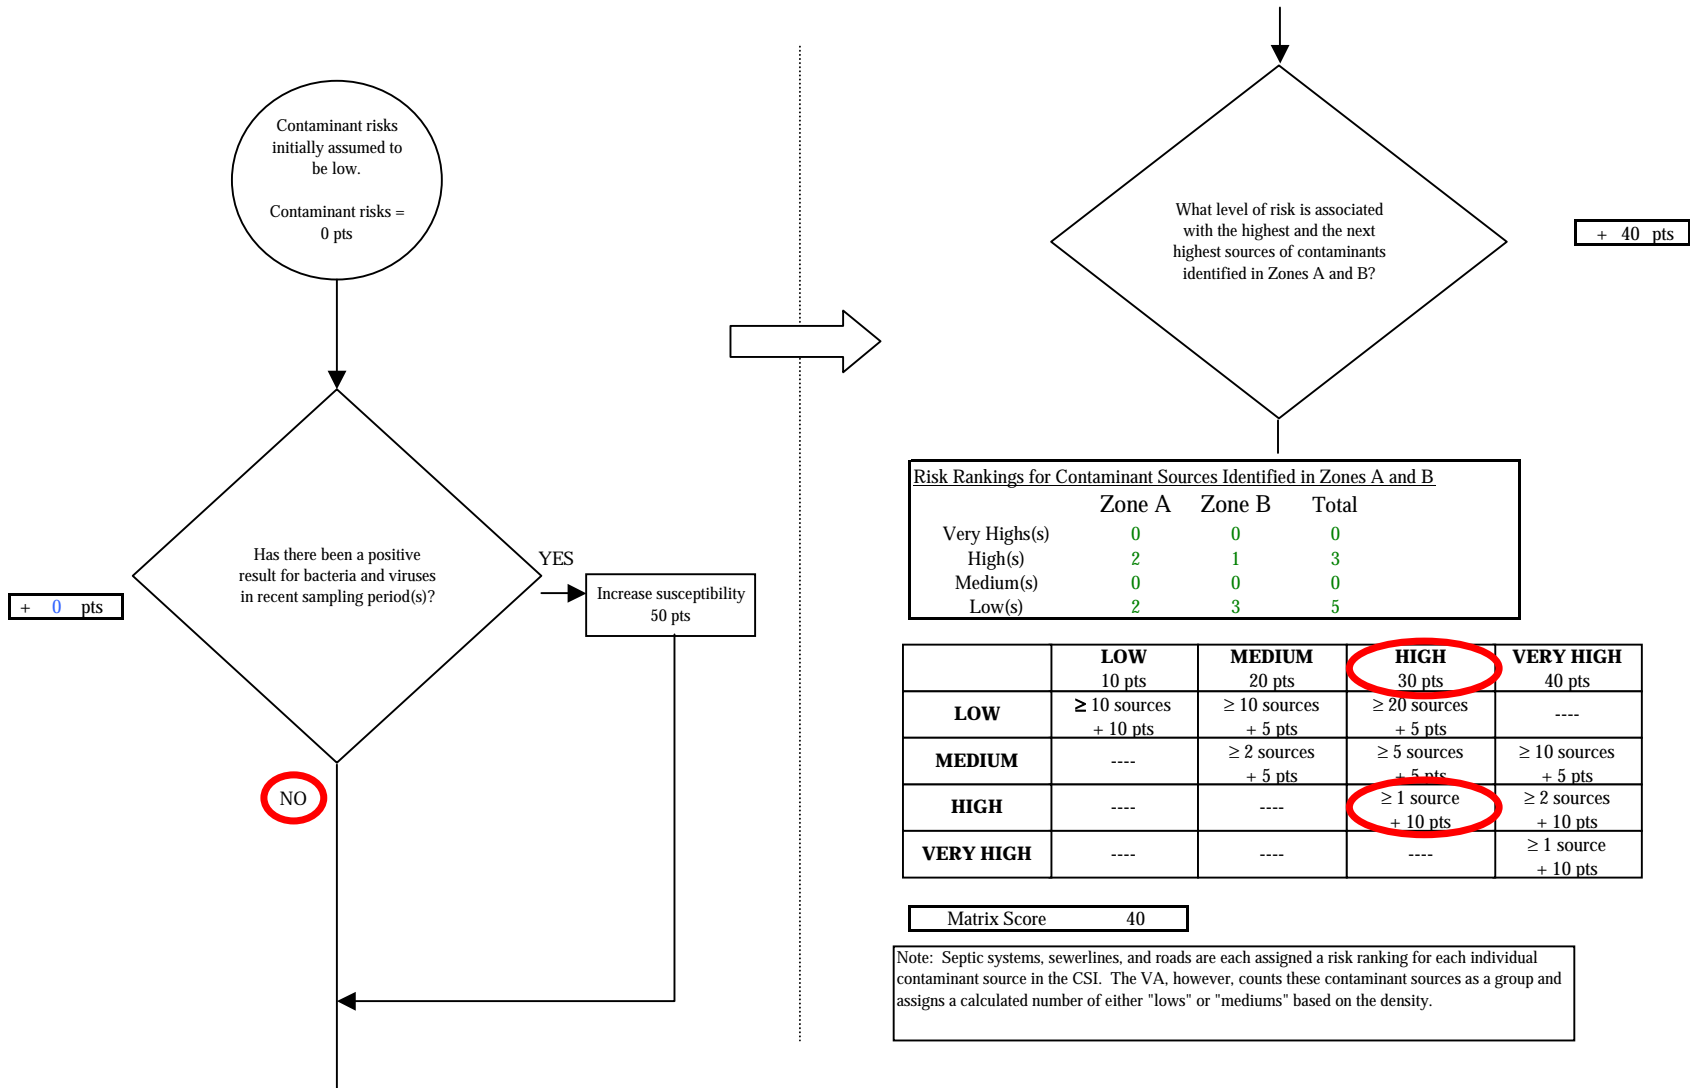 Contaminant risks
initially assumed to
be low.
Contaminant risks =
0 pts
Has there been a positive
result for bacteria and viruses
in recent sampling period(s)?
YES
Increase susceptibility
50 pts
+ 0 pts
NO
What level of risk is associated
with the highest and the next
highest sources of contaminants
identified in Zones A and B?
+ 40 pts
Risk Rankings for Contaminant Sources Identified in Zones A and B
Zone A Zone B Total
Very Highs(s) 0 0 0
High(s) 2 1 3
Medium(s) 0 0 0
Low(s) 2 3 5
LOW MEDIUM HIGH VERY HIGH
10 pts 20 pts 30 pts 40 pts
LOW ≥ 10 sources + 10 pts ≥ 10 sources + 5 pts ≥ 20 sources + 5 pts ----
MEDIUM ---- ≥ 2 sources + 5 pts ≥ 5 sources + 5 pts ≥ 10 sources + 5 pts
HIGH ---- ---- ≥ 1 source + 10 pts ≥ 2 sources + 10 pts
VERY HIGH ---- ---- ---- ≥ 1 source + 10 pts
Matrix Score 40
Note: Septic systems, sewerlines, and roads are each assigned a risk ranking for each individual
contaminant source in the CSI. The VA, however, counts these contaminant sources as a group and
assigns a calculated number of either "lows" or "mediums" based on the density.